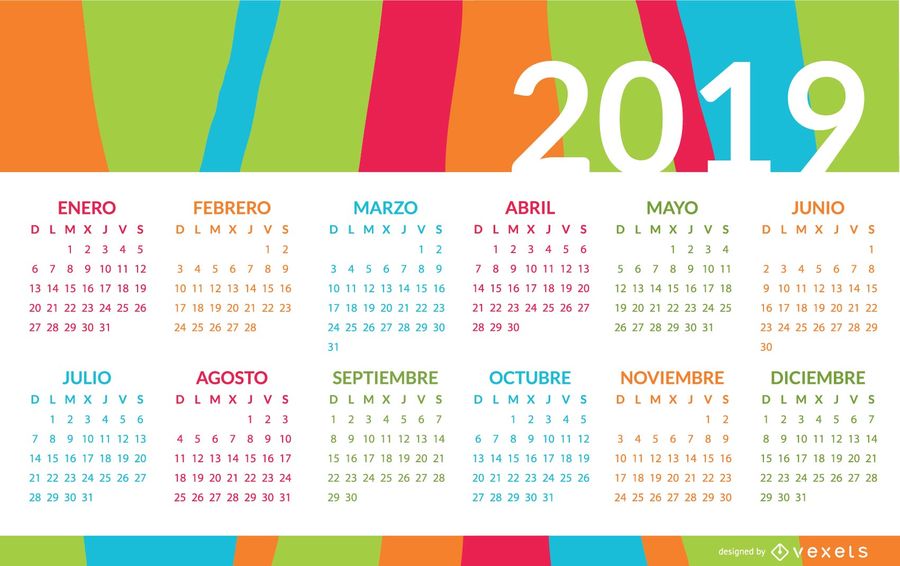 2019
ENERO FEBRERO MARZO ABRIL MAYO JUNIO
D L M X J V S D L M X J V S D L M X J V S D L M X J V S D L M X J V S D L M X J V S
1 2 3 4 5 1 2 1 2 1 2 3 4 5 6 1 2 3 4 1
6 7 8 9 10 11 12 3 4 5 6 7 8 9 3 4 5 6 7 8 9 7 8 9 10 11 12 13 5 6 7 8 9 10 11 2 3 4 5 6 7 8
13 14 15 16 17 18 19 10 11 12 13 14 15 16 10 11 12 13 14 15 16 14 15 16 17 18 19 20 12 13 14 15 16 17 18 9 10 11 12 13 14 15
20 21 22 23 24 25 26 17 18 19 20 21 22 23 17 18 19 20 21 22 23 21 22 23 24 25 26 27 19 20 21 22 23 24 25 16 17 18 19 20 21 22
27 28 29 30 31 24 25 26 27 28 24 25 26 27 28 29 30 28 29 30 26 27 28 29 30 31 23 24 25 26 27 28 29
31 30
JULIO AGOSTO SEPTIEMBRE OCTUBRE NOVIEMBRE DICIEMBRE
D L M X J V S D L M X J V S D L M X J V S D L M X J V S D L M X J V S D L M X J V S
1 2 3 4 5 6 1 2 3 1 2 3 4 5 6 7 1 2 3 4 5 1 2 1 2 3 4 5 6 7
7 8 9 10 11 12 13 4 5 6 7 8 9 10 8 9 10 11 12 13 14 6 7 8 9 10 11 12 3 4 5 6 7 8 9 8 9 10 11 12 13 14
14 15 16 17 18 19 20 11 12 13 14 15 16 17 15 16 17 18 19 20 21 13 14 15 16 17 18 19 10 11 12 13 14 15 16 15 16 17 18 19 20 21
21 22 23 24 25 26 27 18 19 20 21 22 23 24 22 23 24 25 26 27 28 20 21 22 23 24 25 26 17 18 19 20 21 22 23 22 23 24 25 26 27 28
28 29 30 31 25 26 27 28 29 30 31 29 30 27 28 29 30 31 24 25 26 27 28 29 30 29 30 31
designed by vexels